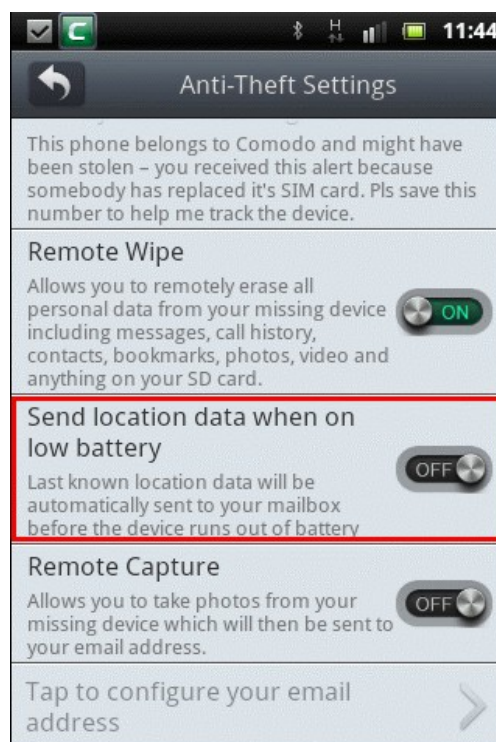 H
11:44
Anti-Theft Settings
This phone belongs to Comodo and might have
been stolen – you received this alert because
somebody has replaced it's SIM card. Pls save this
number to help me track the device.
Remote Wipe
Allows you to remotely erase all
personal data from your missing device
including messages, call history,
contacts, bookmarks, photos, video and
anything on your SD card.
ON
Send location data when on
low battery
Last known location data will be
automatically sent to your mailbox
before the device runs out of battery
OFF
Remote Capture
Allows you to take photos from your
missing device which will then be sent to
your email address.
OFF
Tap to configure your email
address